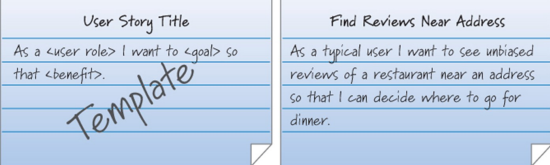 User Story Title
As a <user role> I want to <goal> so
that <benefit>.
Template
Find Reviews Near Address
As a typical user I want to see unbiased
reviews of a restaurant near an address
so that I can decide where to go for
dinner.